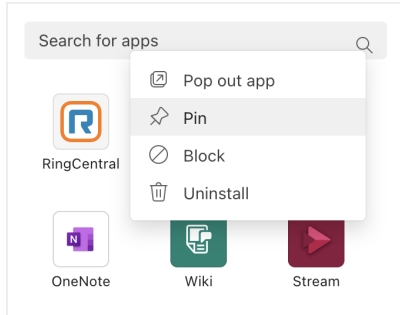 Search for apps
Pop out app
Pin
Block
Uninstall
RingCentral
OneNote
Wiki
Stream